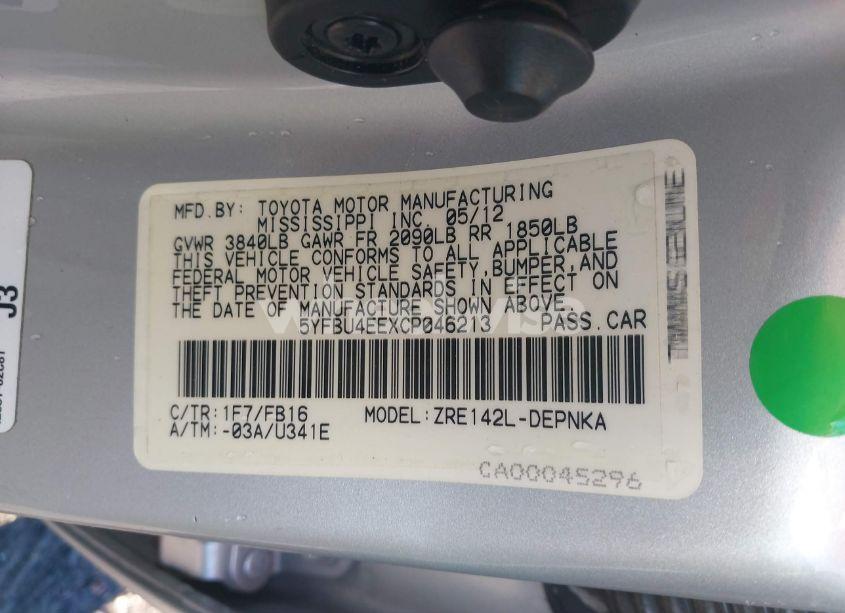 MFD.BY: TOYOTA MOTOR MANUFACTURING
MISSISSIPPI INC 05/12
GVWR 3840LB GAWR FR 2090LB RR 1850LB
THIS VEHICLE CONFORMS TO ALL APPLICABLE
FEDERAL MOTOR VEHICLE SAFETY, BUMPER, AND
THEFT PREVENTION STANDARDS IN EFFECT ON
THE DATE OF MANUFACTURE SHOWN ABOVE.
5YFBU4EEXCP046213 PASS.CAR
C/TR:1F7/FB16 MODEL:ZRE142L-DEPNKA
A/TM:-03A/U341E
CA00045296
J3